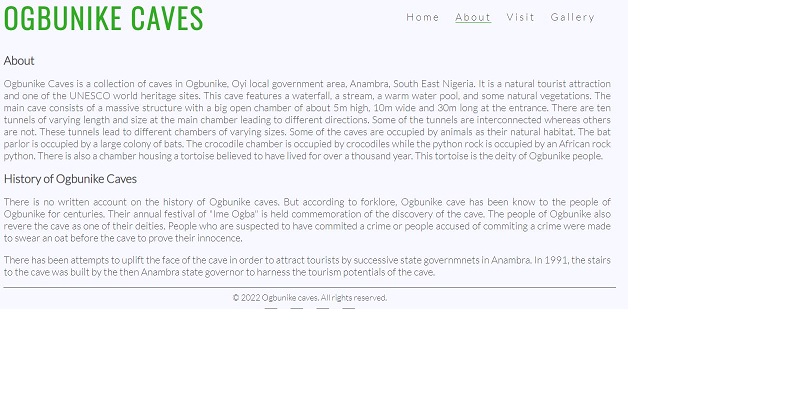 OGBUNIKE CAVES
Home About Visit Gallery
About
Ogbunike Caves is a collection of caves in Ogbunike, Oyi local government area, Anambra, South East Nigeria. It is a natural tourist attraction
and one of the UNESCO world heritage sites. This cave features a waterfall, a stream, a warm water pool, and some natural vegetations. The
main cave consists of a massive structure with a big open chamber of about 5m high, 10m wide and 30m long at the entrance. There are ten
tunnels of varying length and size at the main chamber leading to different directions. Some of the tunnels are interconnected whereas others
are not. These tunnels lead to different chambers of varying sizes. Some of the caves are occupied by animals as their natural habitat. The bat
parlor is occupied by a large colony of bats. The crocodile chamber is occupied by crocodiles while the python rock is occupied by an African rock
python. There is also a chamber housing a tortoise believed to have lived for over a thousand year. This tortoise is the deity of Ogbunike people.
History of Ogbunike Caves
There is no written account on the history of Ogbunike caves. But according to forklore, Ogbunike cave has been know to the people of
Ogbunike for centuries. Their annual festival of "Ime Ogba" is held commemoration of the discovery of the cave. The people of Ogbunike also
revere the cave as one of their deities. People who are suspected to have commited a crime or people accused of commiting a crime were made
to swear an oat before the cave to prove their innocence.
There has been attempts to uplift the face of the cave in order to attract tourists by successive state governmnets in Anambra. In 1991, the stairs
to the cave was built by the then Anambra state governor to harness the tourism potentials of the cave.
© 2022 Ogbunike caves. All rights reserved.